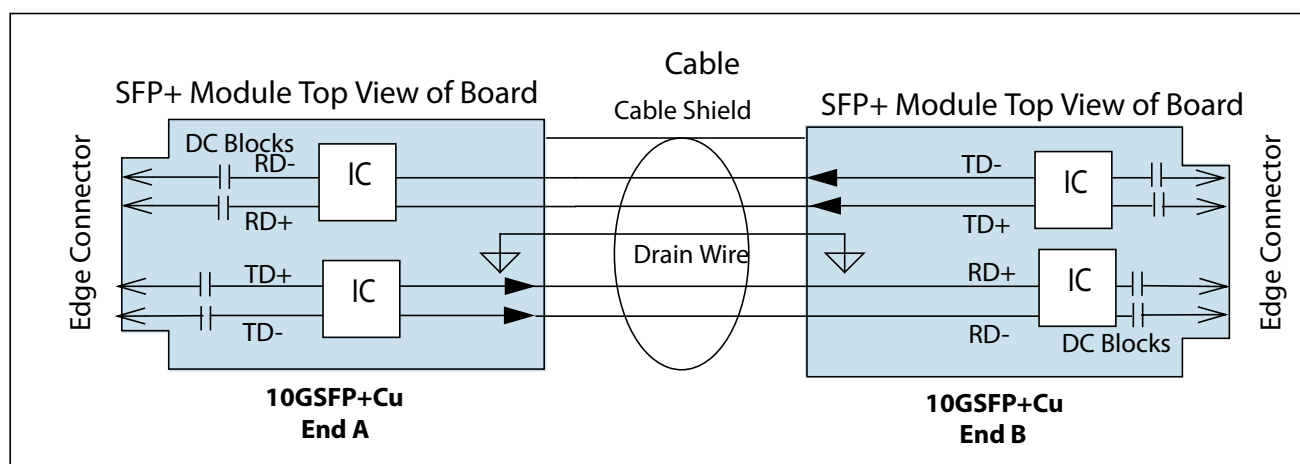 Cable
SFP+ Module Top View of Board
Cable Shield
SFP+ Module Top View of Board
Edge Connector
DC Blocks
RD-
IC
RD+
TD+
IC
TD-
Drain Wire
TD-
IC
TD+
RD+
IC
RD-
DC Blocks
Edge Connector
10GSFP+Cu
End A
10GSFP+Cu
End B